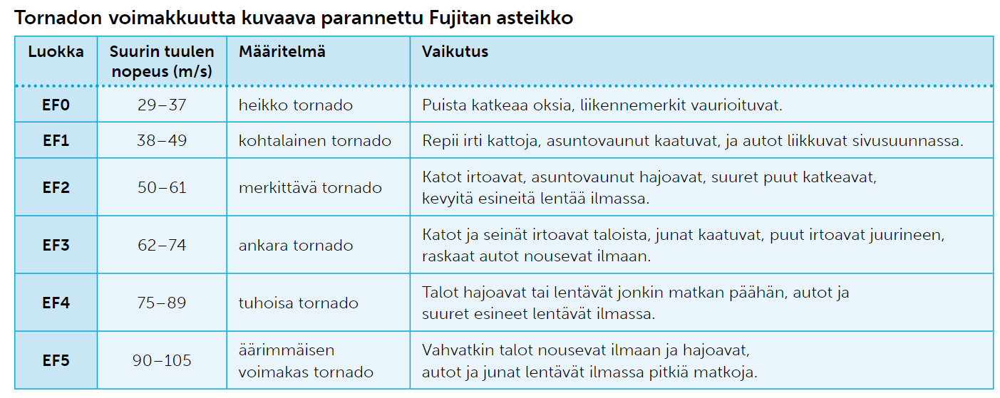 Tornadon voimakkuutta kuvaava parannettu Fujitan asteikko
Luokka
Suurin tuulen
nopeus (m/s)
Määritelmä
Vaikutus
EF0
29–37
heikko tornado
Puista katkeaa oksia, liikennemerkit vaurioituvat.
EF1
38–49
kohtalainen tornado
Repii irti kattoja, asuntovaunut kaatuvat, ja autot liikkuvat sivusuunnassa.
EF2
50–61
merkittävä tornado
Katot irtoavat, asuntovaunut hajoavat, suuret puut katkeavat,
kevyitä esineitä lentää ilmassa.
EF3
62–74
ankara tornado
Katot ja seinät irtoavat taloista, junat kaatuvat, puut irtoavat juurineen,
raskaat autot nousevat ilmaan.
EF4
75–89
tuhoisa tornado
Talot hajoavat tai lentävät jonkin matkan päähän, autot ja
suuret esineet lentävät ilmassa.
EF5
90–105
äärimmäisen
voimakas tornado
Vahvatkin talot nousevat ilmaan ja hajoavat,
autot ja junat lentävät ilmassa pitkiä matkoja.